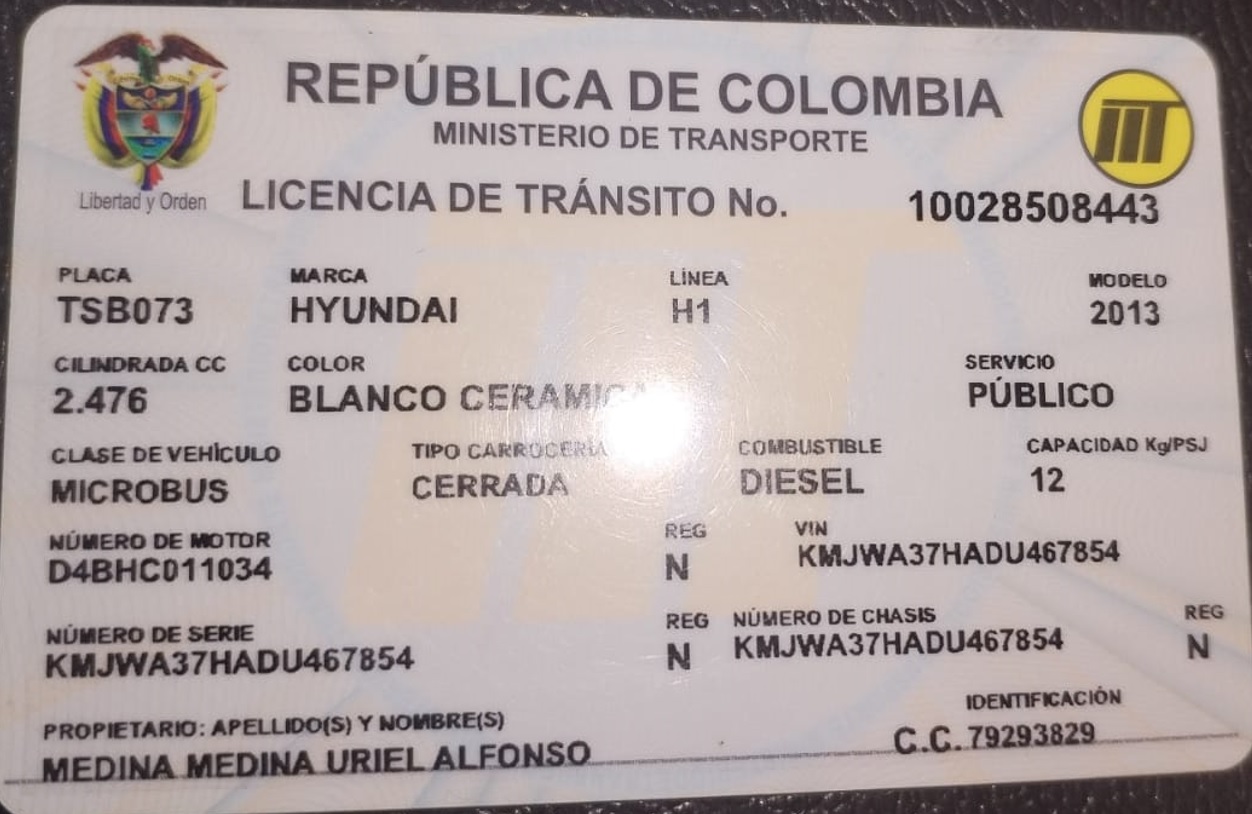 REPÚBLICA DE COLOMBIA
MINISTERIO DE TRANSPORTE
Libertad y Orden
LICENCIA DE TRÁNSITO No. 10028508443
PLACA MARCA LÍNEA MODELO
TSB073 HYUNDAI H1 2013
CILINDRADA CC COLOR SERVICIO
2.476 BLANCO CERAMICA PÚBLICO
CLASE DE VEHÍCULO TIPO CARROCERÍA COMBUSTIBLE CAPACIDAD Kg/PSJ
MICROBUS CERRADA DIESEL 12
NÚMERO DE MOTOR REG VIN
D4BHC011034 N KMJWA37HADU467854
NÚMERO DE SERIE REG NÚMERO DE CHASIS REG
KMJWA37HADU467854 N KMJWA37HADU467854 N
PROPIETARIO: APELLIDO(S) Y NOMBRE(S) IDENTIFICACIÓN
MEDINA MEDINA URIEL ALFONSO C.C. 79293829